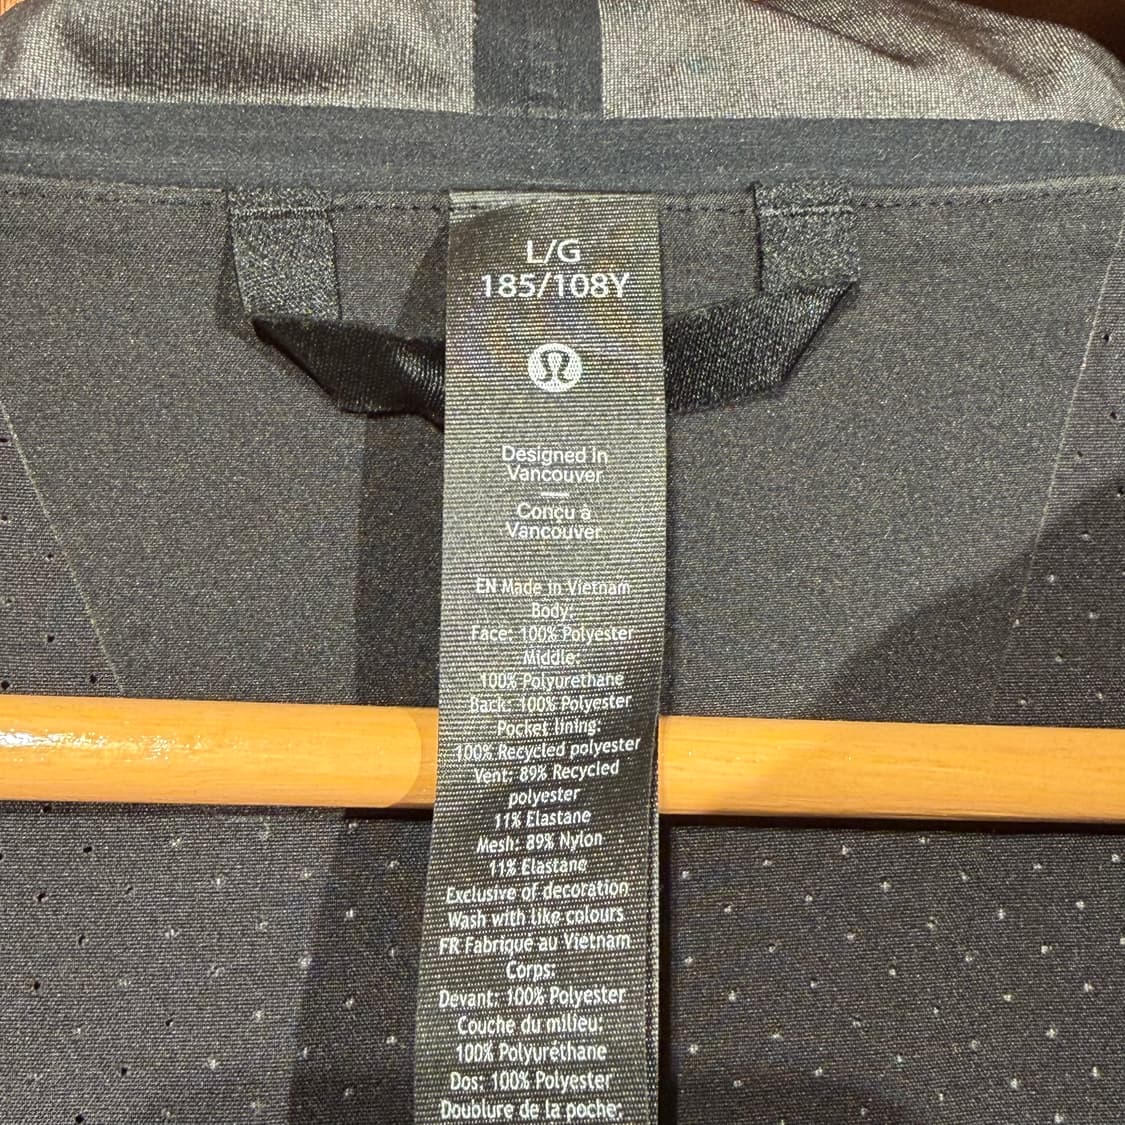 L/G
185/108Y
Designed in
Vancouver
Conçu à
Vancouver
EN Made in Vietnam
Body:
Face: 100% Polyester
Middle:
100% Polyurethane
Back: 100% Polyester
Pocket lining:
100% Recycled polyester
Vent: 89% Recycled
polyester
11% Elastane
Mesh: 89% Nylon
11% Elastane
Exclusive of decoration
Wash with like colours
FR Fabriqué au Vietnam
Corps:
Devant: 100% Polyester
Couche du milieu:
100% Polyuréthane
Dos: 100% Polyester
Doublure de la poche: